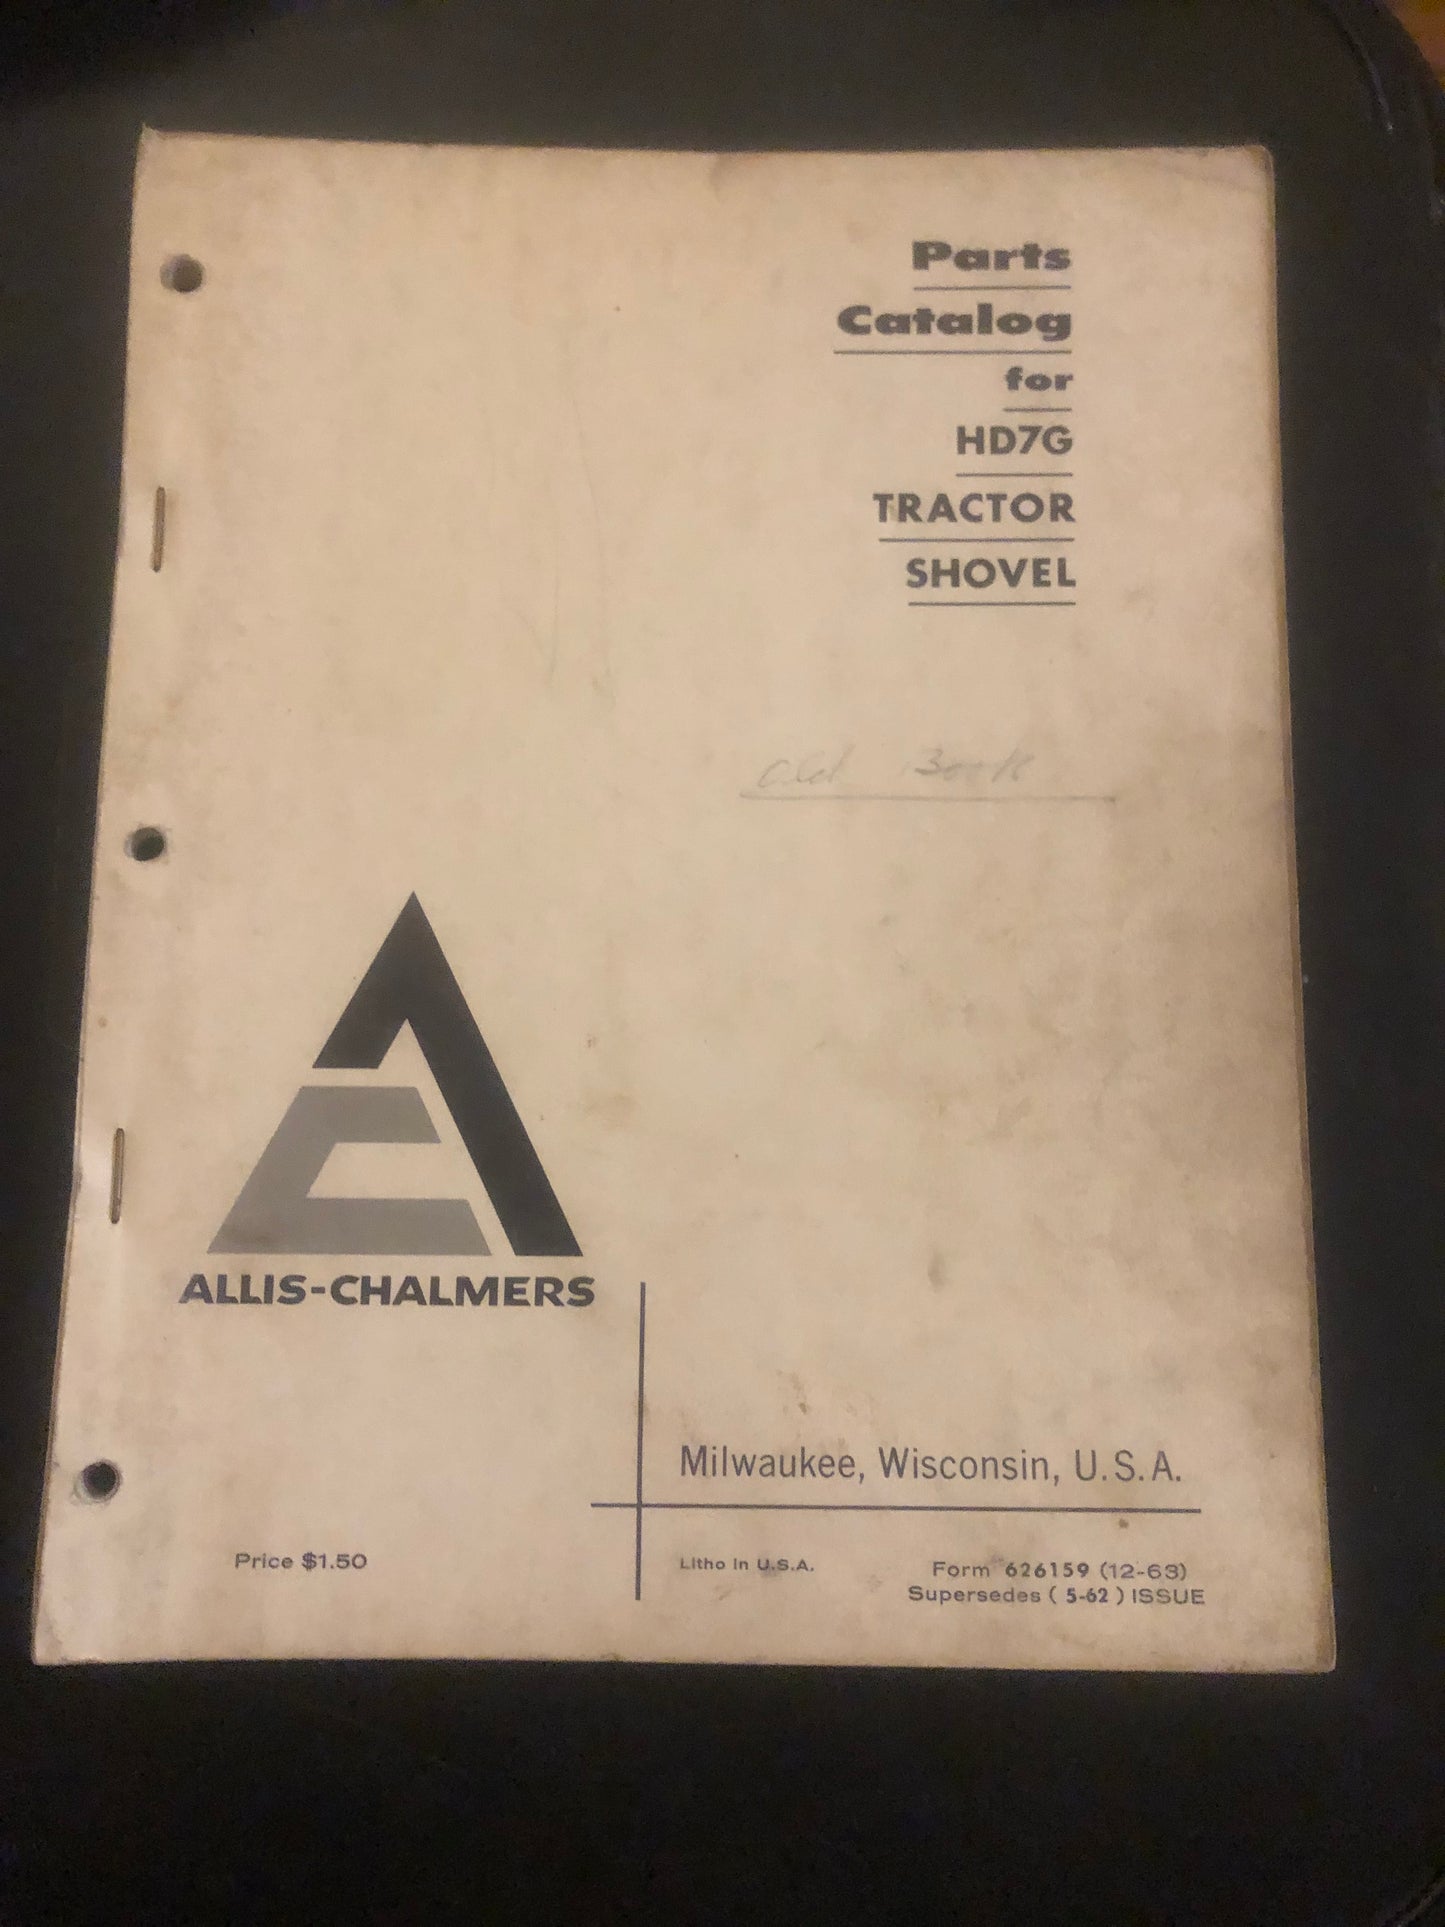 Parts
Catalog
for
HD7G
TRACTOR
SHOVEL
Old Book
ALLIS-CHALMERS
Milwaukee, Wisconsin, U.S.A.
Price $1.50
Litho in U.S.A.
Form 626159 (12-63)
Supersedes ( 5-62 ) ISSUE